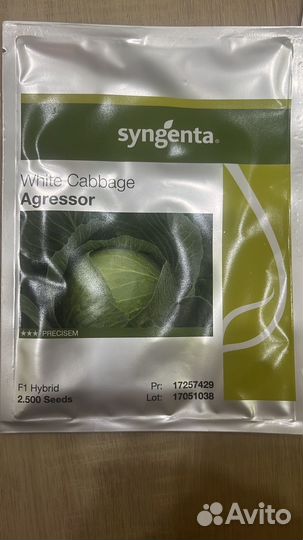 syngenta®
White Cabbage
Agressor
★★★ PRECISEM
F1 Hybrid Pr: 17257429
2.500 Seeds Lot: 17051038
Avito